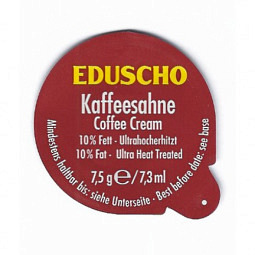 EDUSCHO
Kaffeesahne
Coffee Cream
10% Fett - Ultrahocherhitzt
10% Fat - Ultra Heat Treated
7,5 g℮/7,3 ml
Mindestens haltbar bis: siehe Unterseite - Best before date: see base